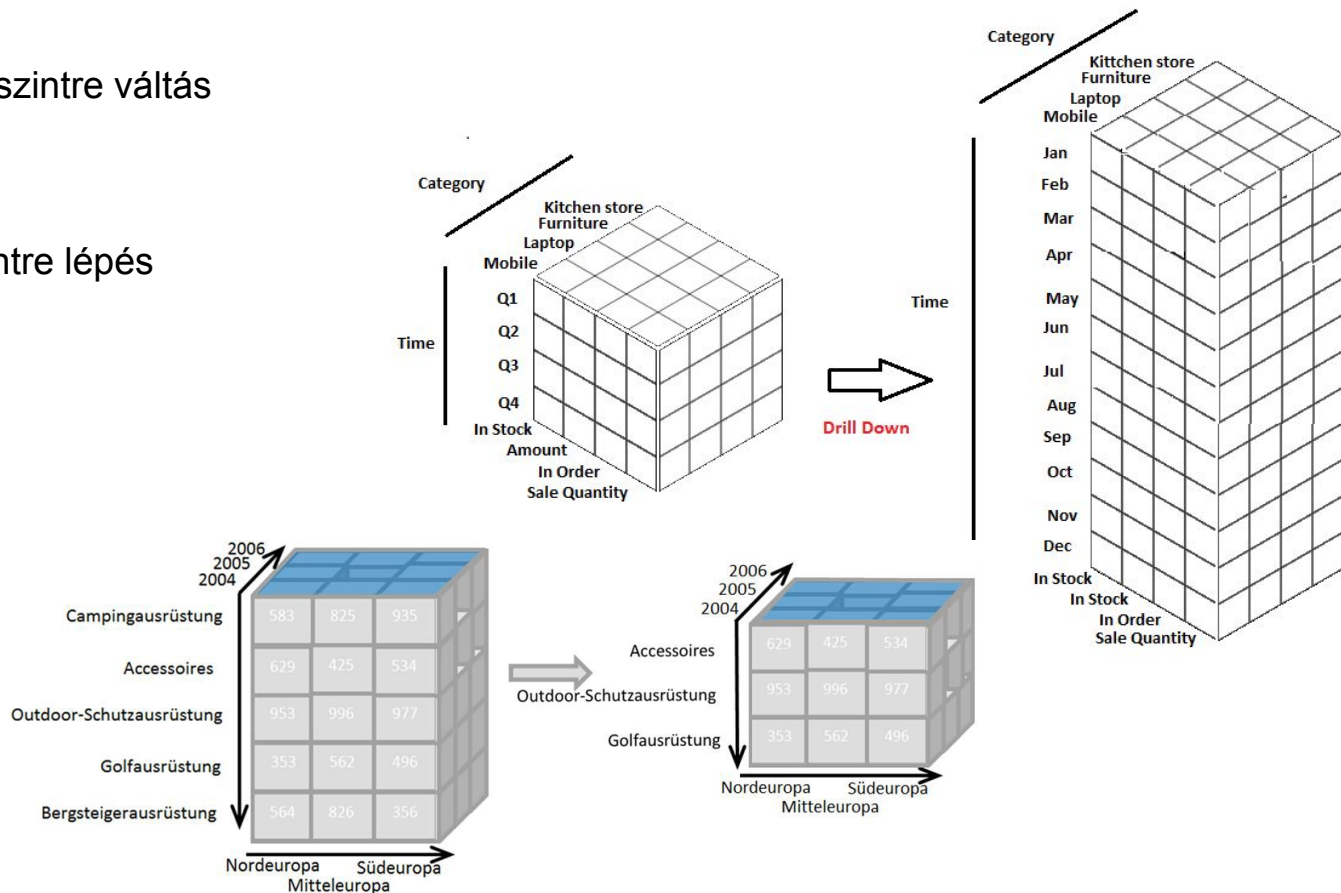 szintre váltás
ntre lépés
Category
Kitchen store
Furniture
Laptop
Mobile
Q1
Q2
Q3
Q4
Time
In Stock
Amount
In Order
Sale Quantity
Drill Down
Category
Kittchen store
Furniture
Laptop
Mobile
Jan
Feb
Mar
Apr
May
Jun
Jul
Aug
Sep
Oct
Nov
Dec
Time
In Stock
In Stock
In Order
Sale Quantity
2006
2005
2004
Campingausrüstung 583 825 935
Accessoires 629 425 534
Outdoor-Schutzausrüstung 953 996 977
Golfausrüstung 353 562 496
Bergsteigerausrüstung 564 826 356
Nordeuropa Südeuropa
Mitteleuropa
2006
2005
2004
Accessoires 629 425 534
Outdoor-Schutzausrüstung 953 996 977
Golfausrüstung 353 562 496
Nordeuropa Südeuropa
Mitteleuropa